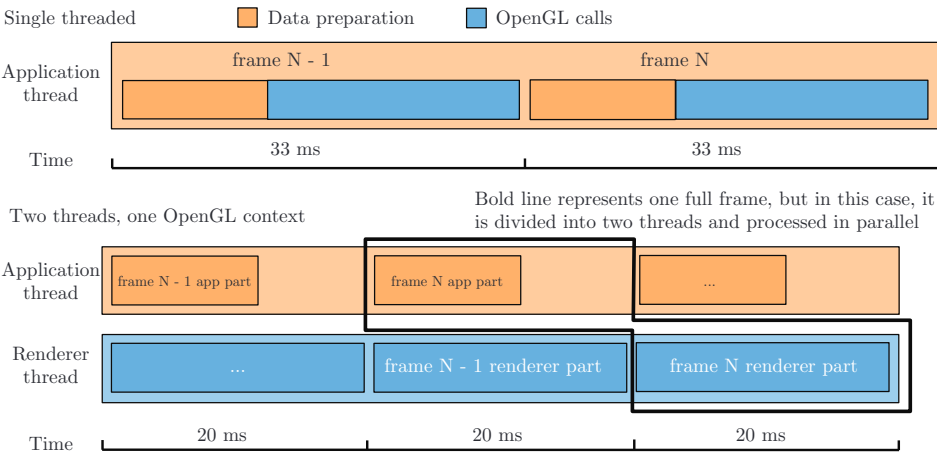 Single threaded
Data preparation
OpenGL calls
Application
thread
frame N - 1
frame N
Time
33 ms
33 ms
Two threads, one OpenGL context
Bold line represents one full frame, but in this case, it
is divided into two threads and processed in parallel
Application
thread
frame N - 1 app part
frame N app part
...
Renderer
thread
...
frame N - 1 renderer part
frame N renderer part
Time
20 ms
20 ms
20 ms